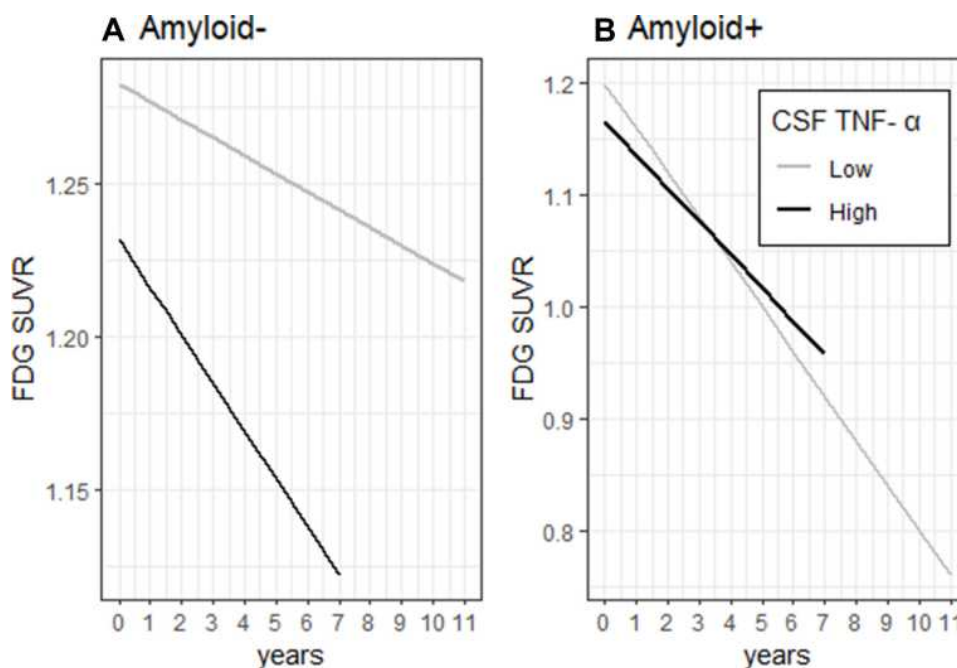 A Amyloid-
FDG SUVR
1.25
1.20
1.15
0 1 2 3 4 5 6 7 8 9 10 11
years
B Amyloid+
FDG SUVR
1.2
1.1
1.0
0.9
0.8
CSF TNF- α
Low
High
0 1 2 3 4 5 6 7 8 9 10 11
years